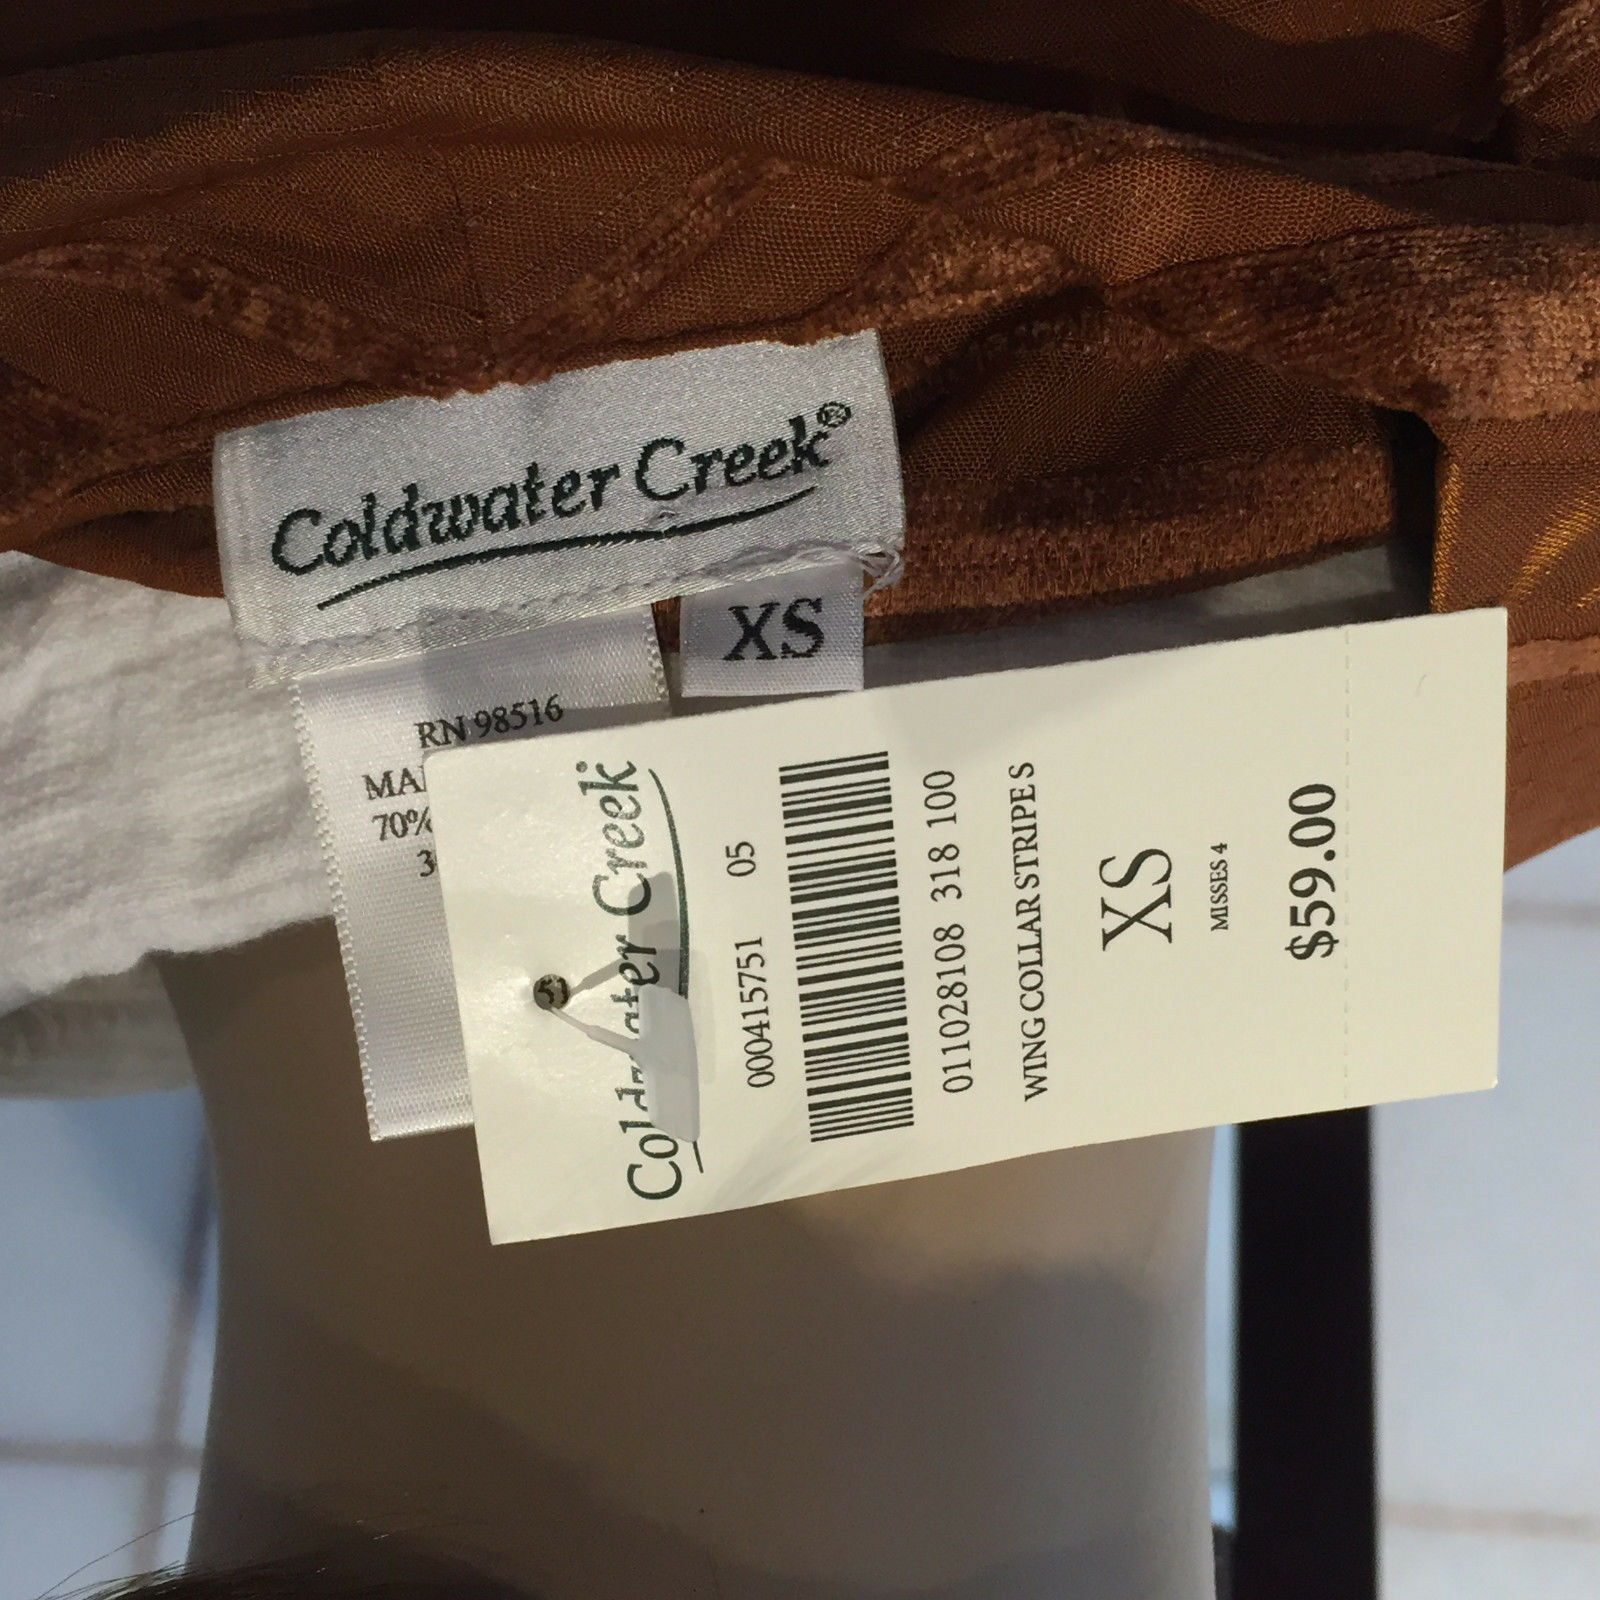 Coldwater Creek®
XS
RN 98516
70%
Coldwater Creek
000415751 05
011028108 318 100
WING COLLAR STRIPE S
XS
MISSES 4
$59.00